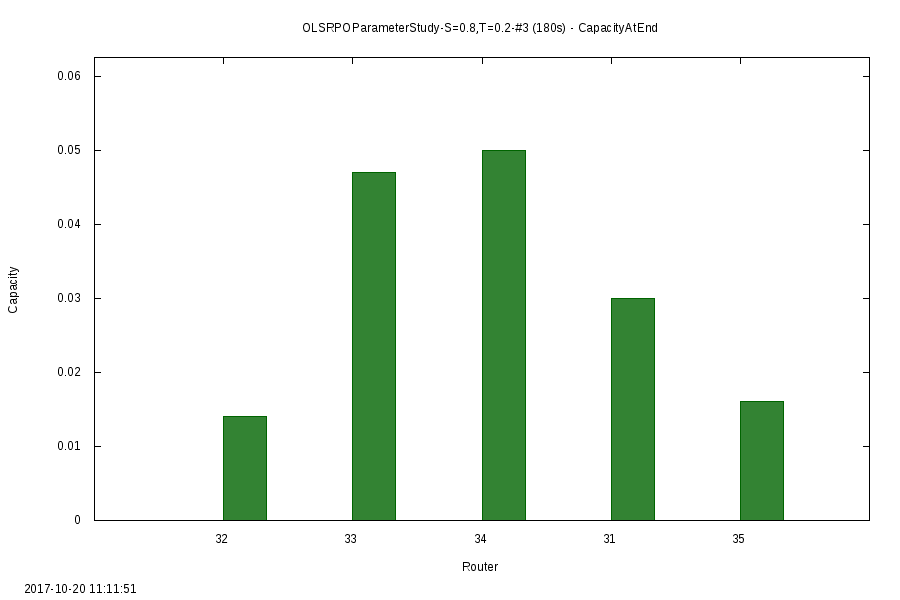 OLSRPOParameterStudy-S=0.8,T=0.2-#3 (180s) - CapacityAtEnd
0.06
0.05
0.04
0.03
0.02
0.01
0
Capacity
32 33 34 31 35
Router
2017-10-20 11:11:51